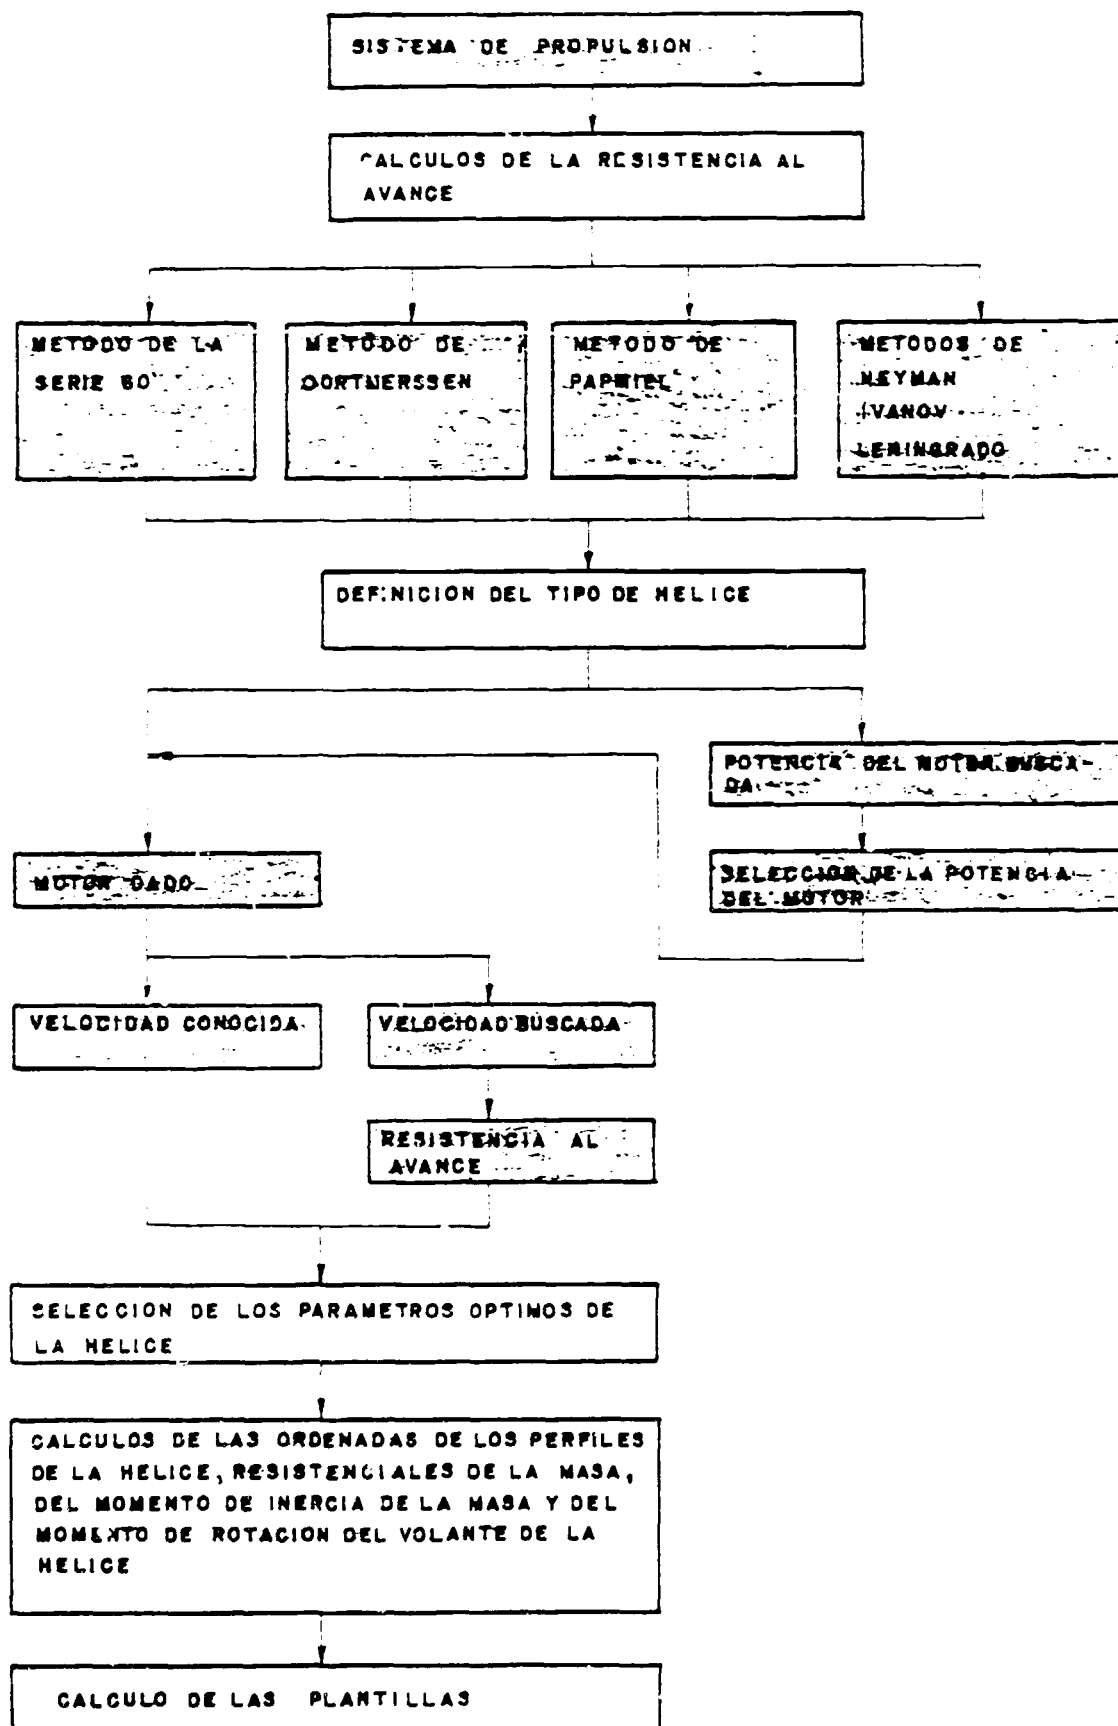 SISTEMA DE PROPULSION
CALCULOS DE LA RESISTENCIA AL
AVANCE
METODO DE LA
SERIE 60
METODO DE
OORTMERSSEN
METODO DE
PAPMIEL
METODOS DE
NEYMAN
IVANOV
LENINGRADO
DEFINICION DEL TIPO DE HELICE
POTENCIA DEL MOTOR BUSCA-
DA
MOTOR DADO
SELECCION DE LA POTENCIA
DEL MOTOR
VELOCIDAD CONOCIDA
VELOCIDAD BUSCADA
RESISTENCIA AL
AVANCE
SELECCION DE LOS PARAMETROS OPTIMOS DE
LA HELICE
CALCULOS DE LAS ORDENADAS DE LOS PERFILES
DE LA HELICE, RESISTENCIALES DE LA MASA,
DEL MOMENTO DE INERCIA DE LA MASA Y DEL
MOMENTO DE ROTACION DEL VOLANTE DE LA
HELICE
CALCULO DE LAS PLANTILLAS